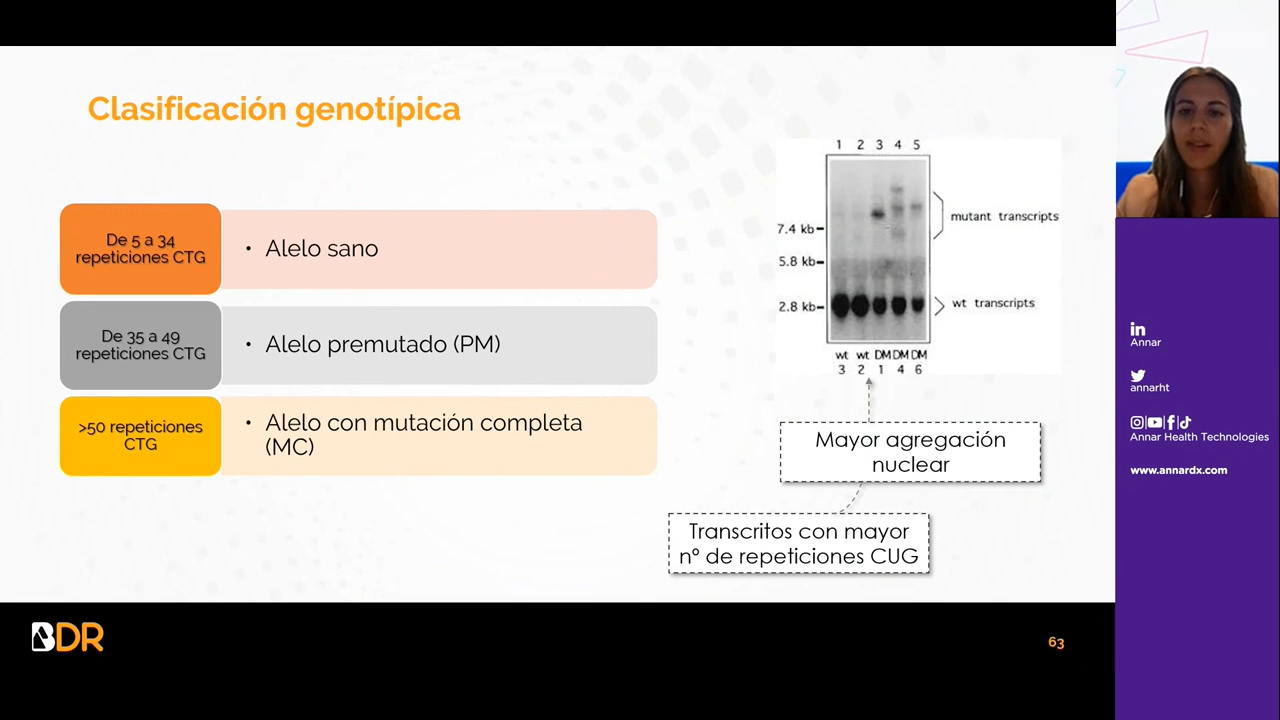 Clasificación genotípica
De 5 a 34
repeticiones CTG
• Alelo sano
De 35 a 49
repeticiones CTG
• Alelo premutado (PM)
>50 repeticiones
CTG
• Alelo con mutación completa
(MC)
1 2 3 4 5
mutant transcripts
7.4 kb
5.8 kb
2.8 kb
wt transcripts
wt wt DM DM DM
3 2 1 4 6
Mayor agregación
nuclear
Transcritos con mayor
nº de repeticiones CUG
BDR
63
in
Annar
annarht
Annar Health Technologies
www.annardx.com